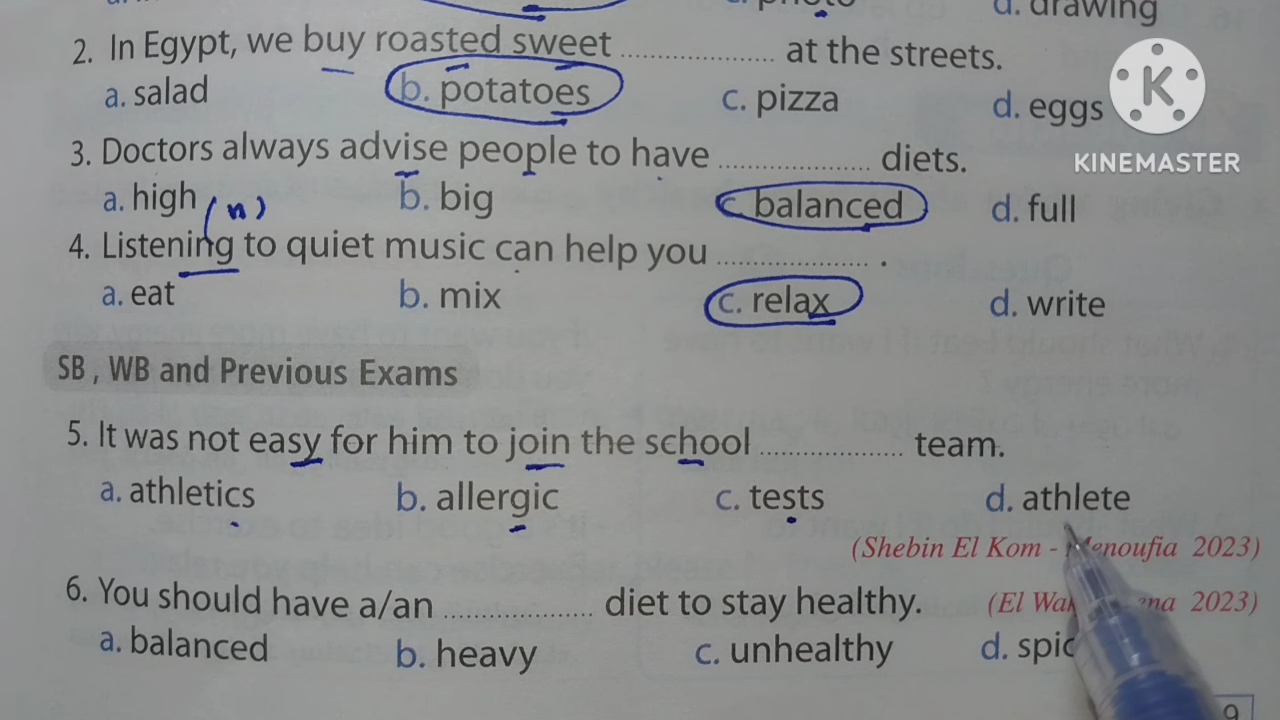 d. drawing
2. In Egypt, we buy roasted sweet .................... at the streets.
a. salad b. potatoes c. pizza d. eggs
K
KINEMASTER
3. Doctors always advise people to have .................... diets.
a. high b. big c. balanced d. full
(n)
4. Listening to quiet music can help you .................... .
a. eat b. mix c. relax d. write
SB , WB and Previous Exams
5. It was not easy for him to join the school .................... team.
a. athletics b. allergic c. tests d. athlete
(Shebin El Kom - Menoufia 2023)
6. You should have a/an .................... diet to stay healthy. (El 2023)
a. balanced b. heavy c. unhealthy d.
9